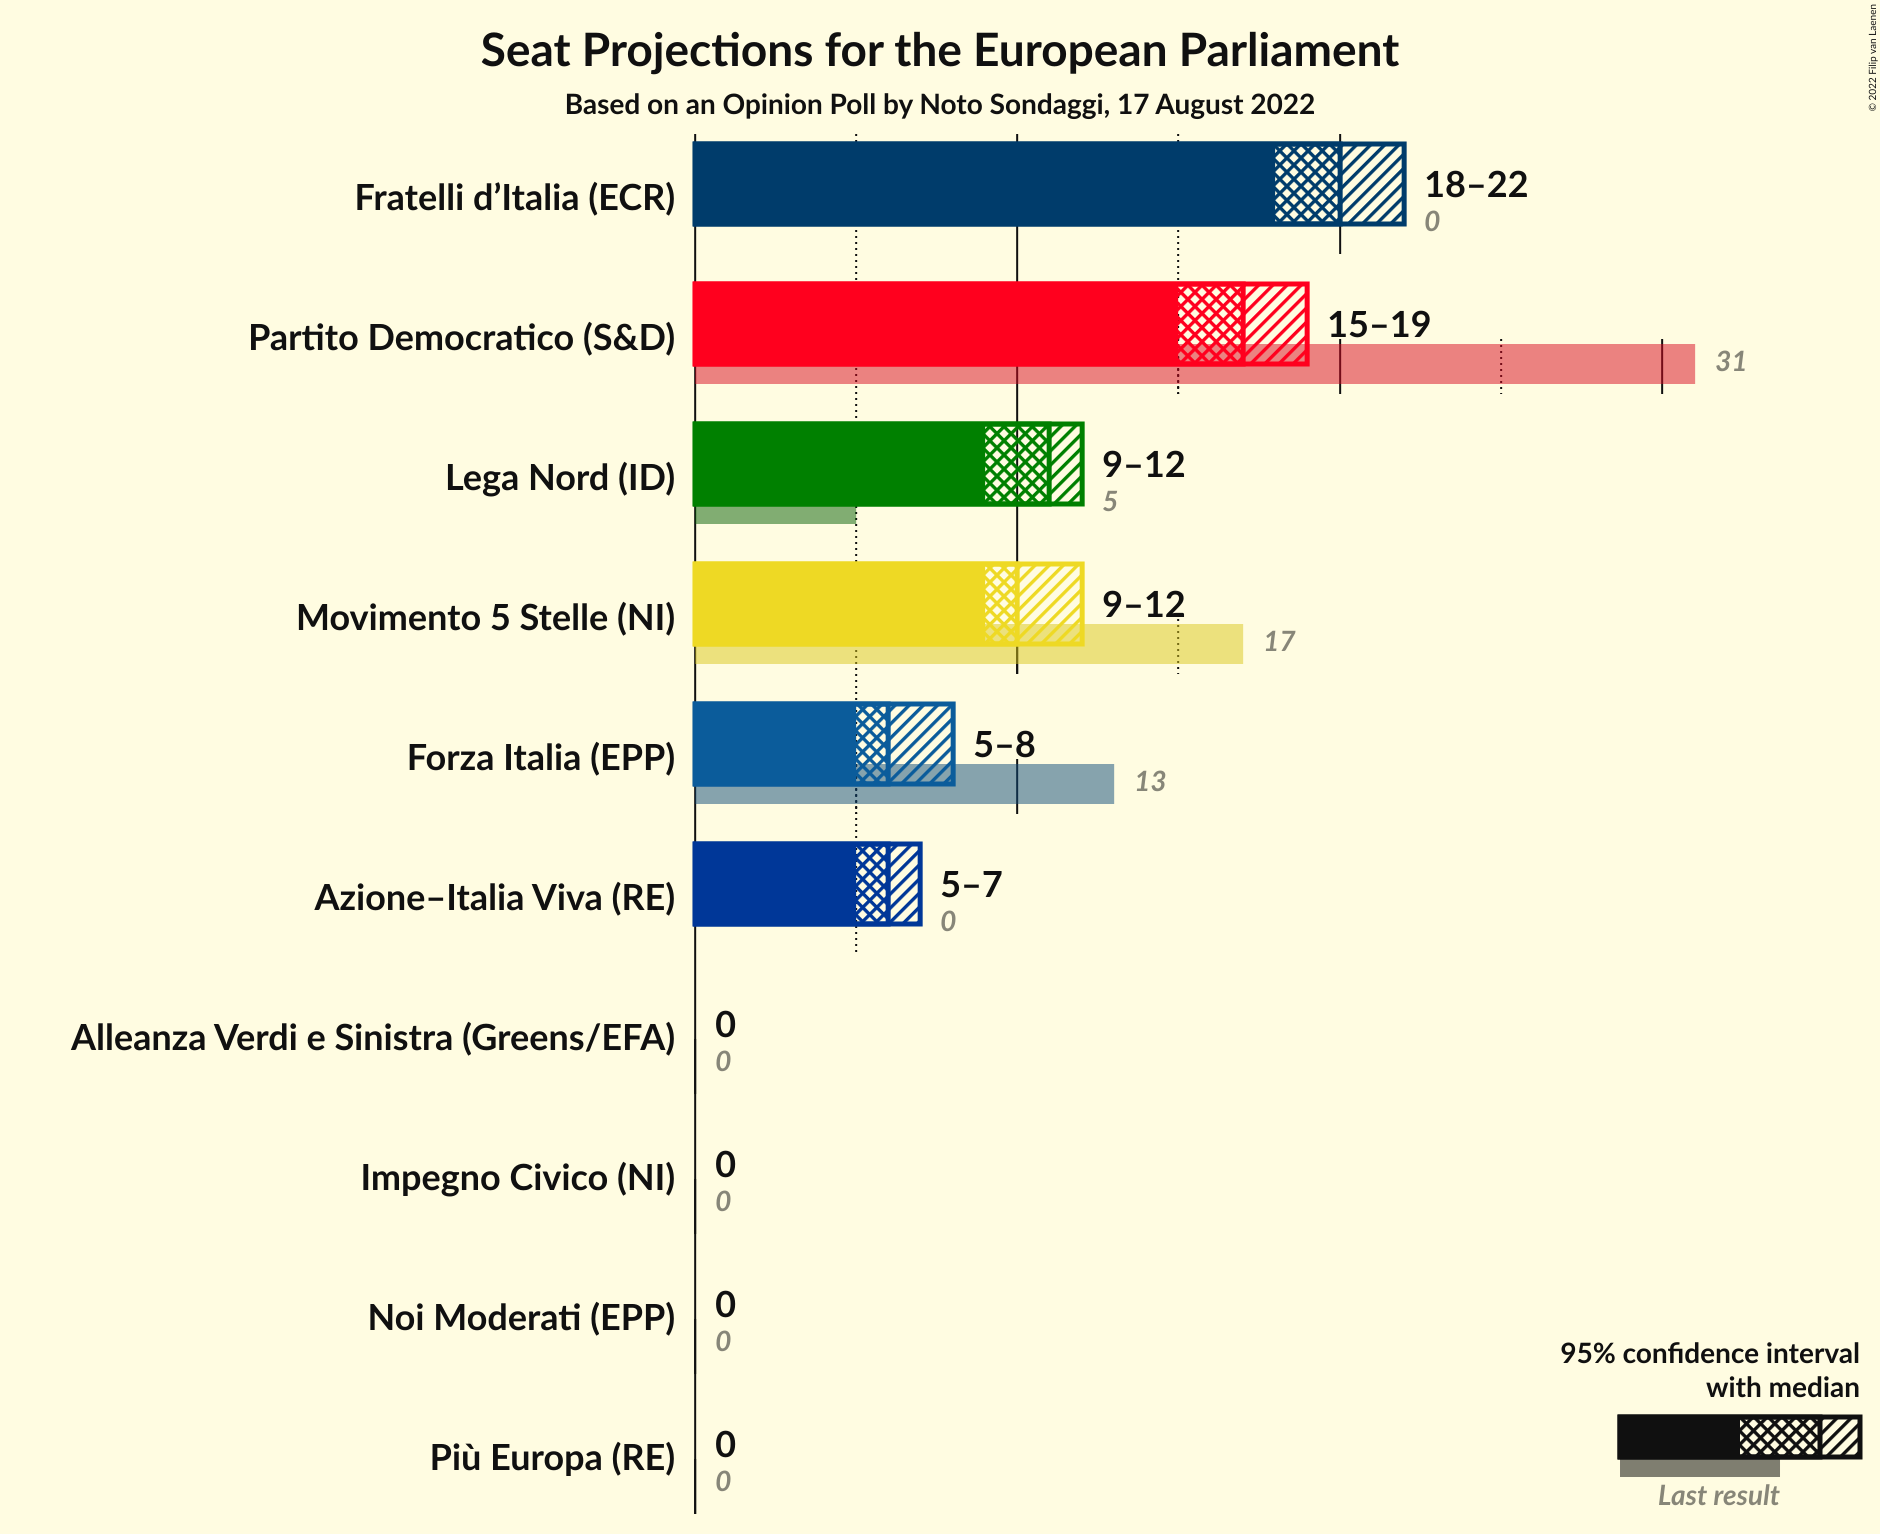 Seat Projections for the European Parliament
Based on an Opinion Poll by Noto Sondaggi, 17 August 2022
© 2022 Filip van Laenen
Fratelli d’Italia (ECR)
18–22
0
Partito Democratico (S&D)
15–19
31
Lega Nord (ID)
9–12
5
Movimento 5 Stelle (NI)
9–12
17
Forza Italia (EPP)
5–8
13
Azione–Italia Viva (RE)
5–7
0
Alleanza Verdi e Sinistra (Greens/EFA)
0
0
Impegno Civico (NI)
0
0
Noi Moderati (EPP)
0
0
Più Europa (RE)
0
0
95% confidence interval
with median
Last result